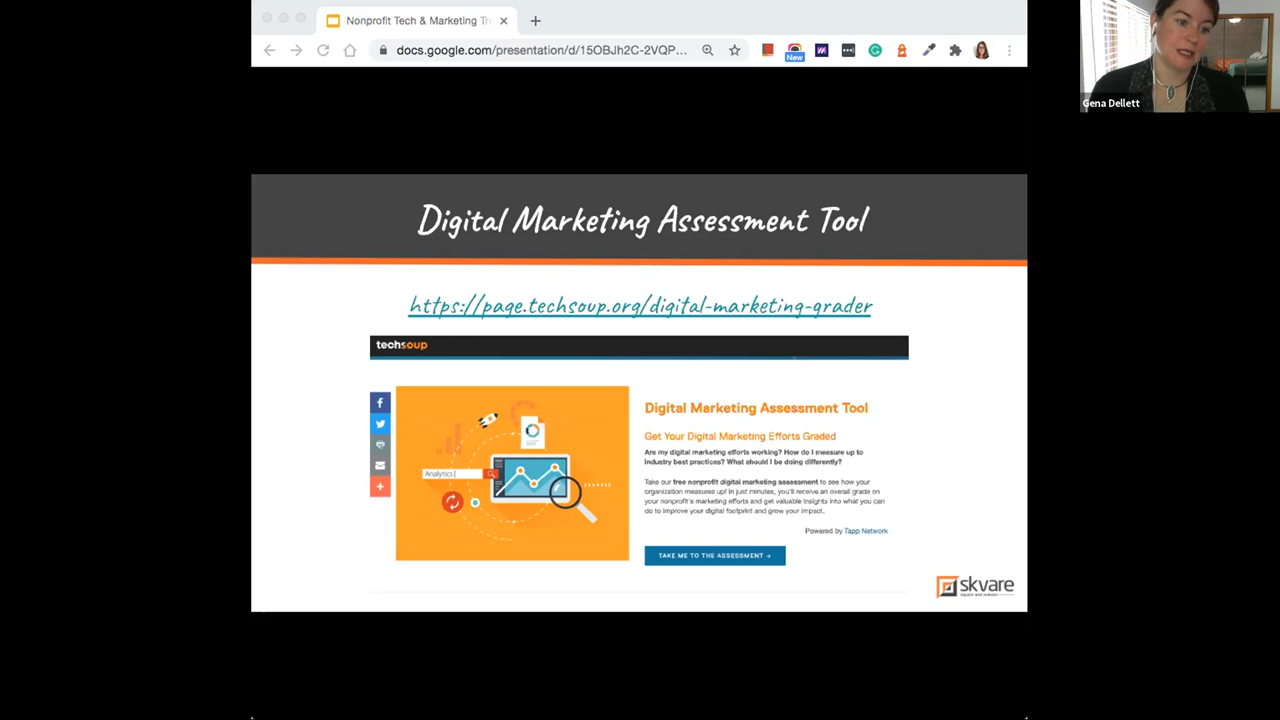 Nonprofit Tech & Marketing Tr
docs.google.com/presentation/d/15OBJh2C-2VQP...
New
Gena Dellett
Digital Marketing Assessment Tool
https://page.techsoup.org/digital-marketing-grader
techsoup
Analytics
Digital Marketing Assessment Tool
Get Your Digital Marketing Efforts Graded
Are my digital marketing efforts working? How do I measure up to
industry best practices? What should I be doing differently?
Take our free nonprofit digital marketing assessment to see how your
organization measures up! In just minutes, you'll receive an overall grade on
your nonprofit's marketing efforts and get valuable insights into what you can
do to improve your digital footprint and grow your impact.
Powered by Tapp Network
TAKE ME TO THE ASSESSMENT →
skvare